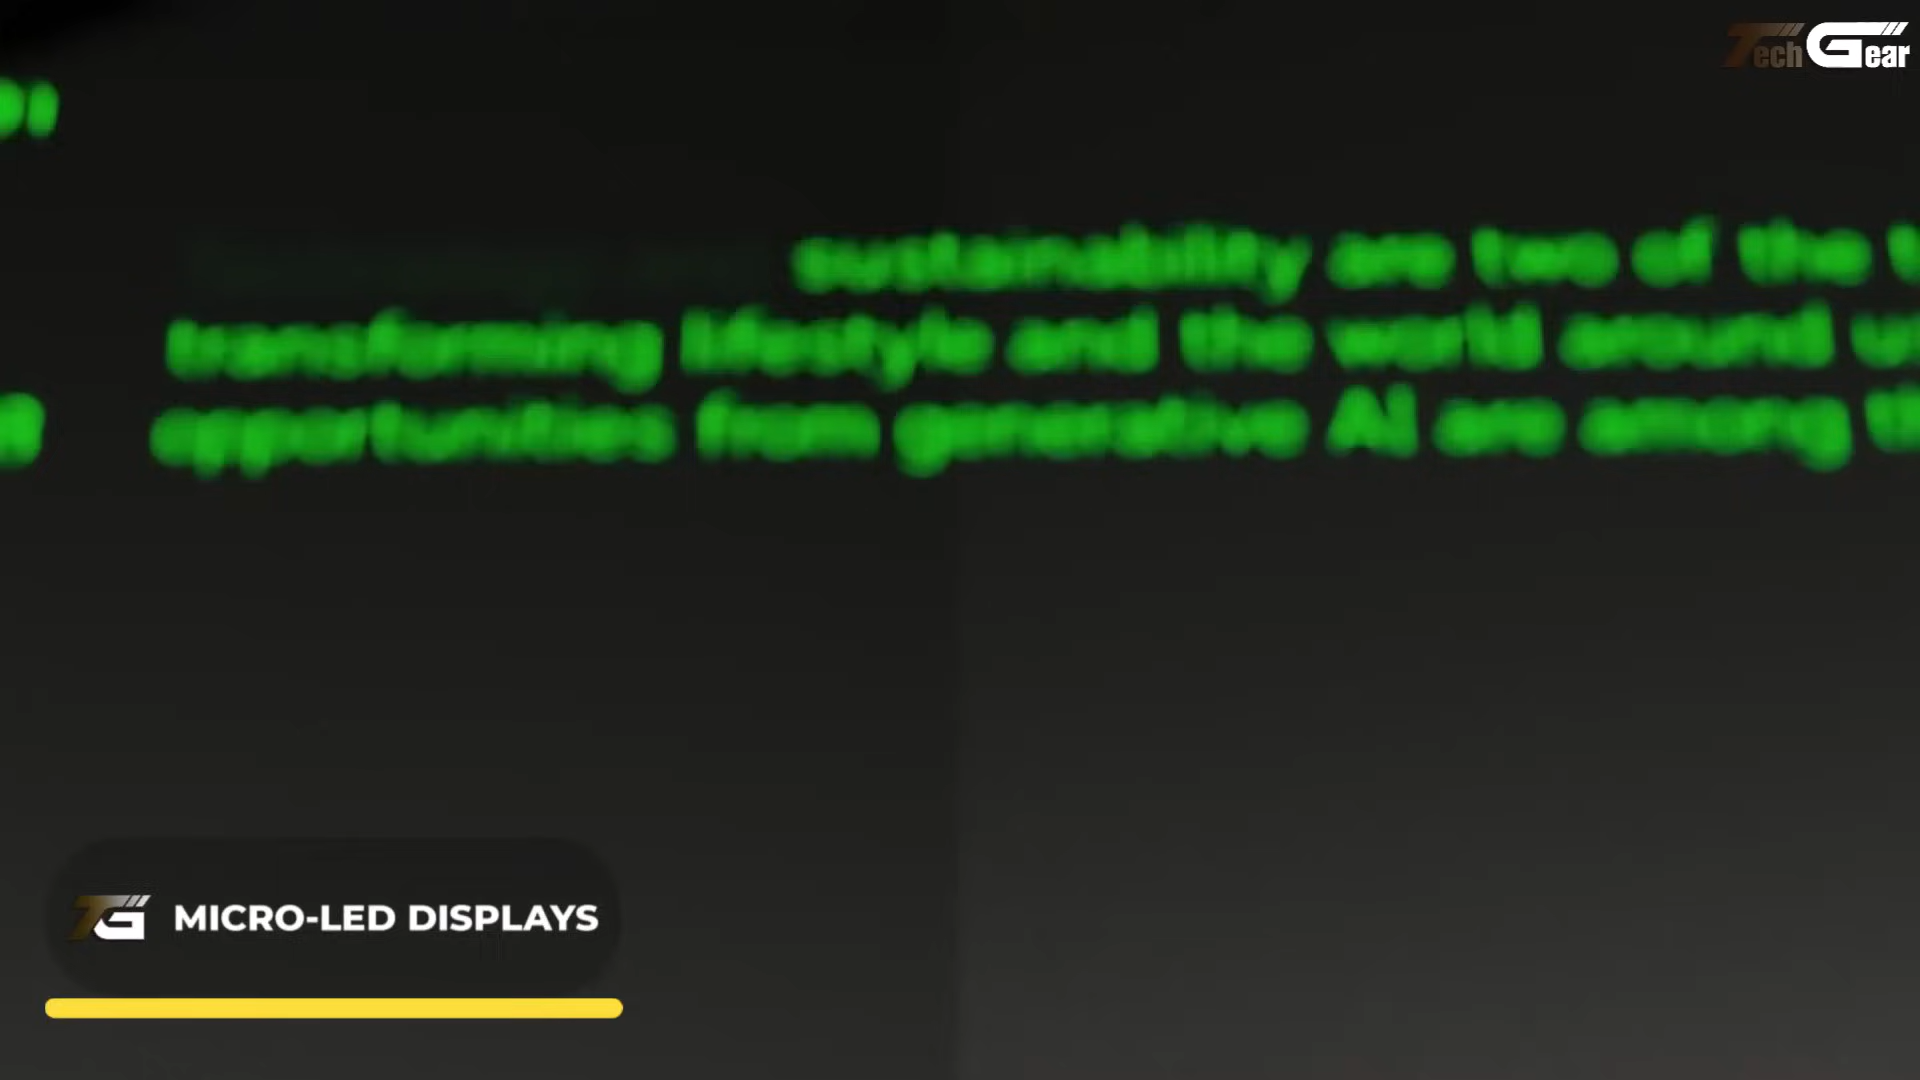 Tech Gear
sustainability are two of the
transforming lifestyle and the world around
opportunities from generative AI are among
TG MICRO-LED DISPLAYS